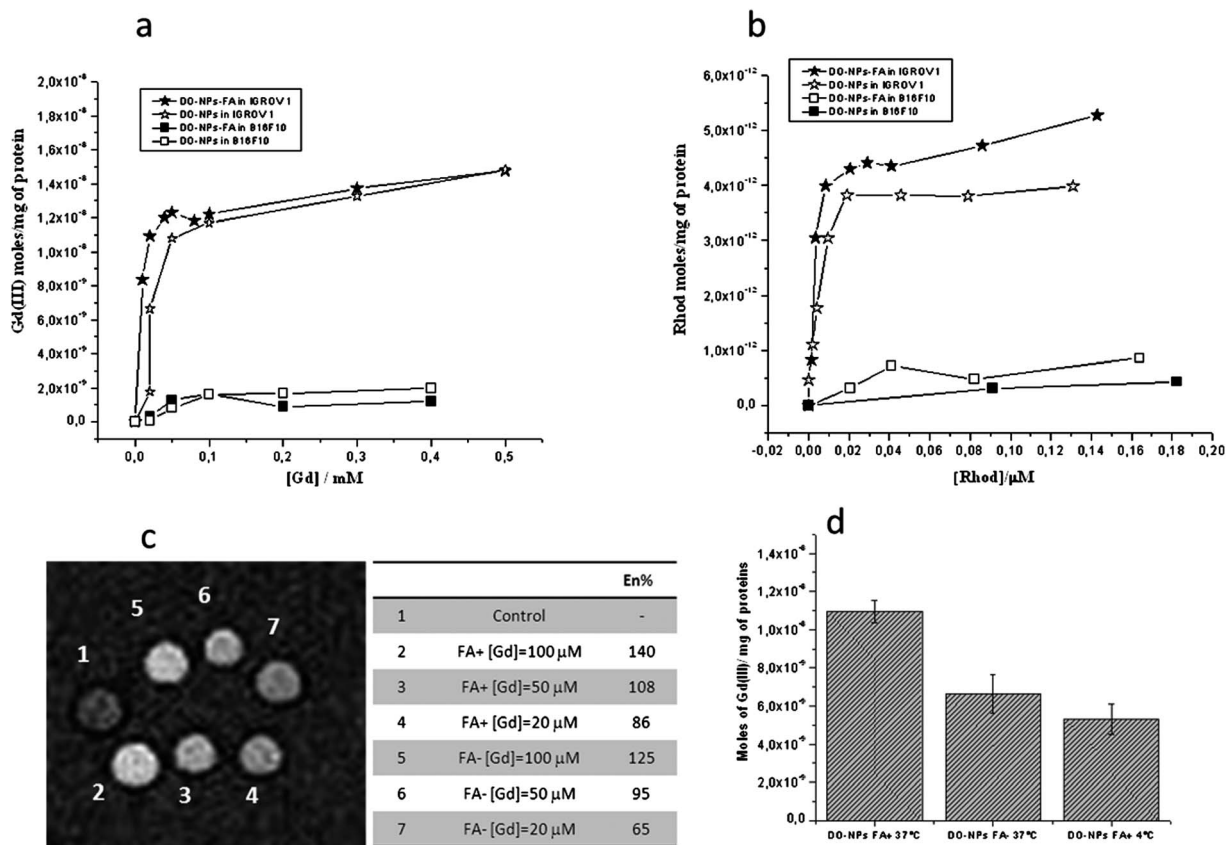 a
2,0x10⁻⁸
1,8x10⁻⁸
1,6x10⁻⁸
1,4x10⁻⁸
1,2x10⁻⁸
1,0x10⁻⁸
8,0x10⁻⁹
6,0x10⁻⁹
4,0x10⁻⁹
2,0x10⁻⁹
0,0
Gd(III) moles/mg of protein
DO-NPs-FA in IGROV1
DO-NPs in IGROV1
DO-NPs-FA in B16F10
DO-NPs in B16F10
0,0 0,1 0,2 0,3 0,4 0,5
[Gd] / mM
b
6,0x10⁻¹²
5,0x10⁻¹²
4,0x10⁻¹²
3,0x10⁻¹²
2,0x10⁻¹²
1,0x10⁻¹²
0,0
Rhod moles/mg of protein
DO-NPs-FA in IGROV1
DO-NPs in IGROV1
DO-NPs-FA in B16F10
DO-NPs in B16F10
-0,02 0,00 0,02 0,04 0,06 0,08 0,10 0,12 0,14 0,16 0,18 0,20
[Rhod]/µM
c
1
2
3
4
5
6
7
En%
1 Control -
2 FA+ [Gd]=100 µM 140
3 FA+ [Gd]=50 µM 108
4 FA+ [Gd]=20 µM 86
5 FA- [Gd]=100 µM 125
6 FA- [Gd]=50 µM 95
7 FA- [Gd]=20 µM 65
d
1,4x10⁻⁸
1,2x10⁻⁸
1,0x10⁻⁸
8,0x10⁻⁹
6,0x10⁻⁹
4,0x10⁻⁹
2,0x10⁻⁹
0,0
Moles of Gd(III)/ mg of proteins
DO-NPs FA+ 37°C DO-NPs FA- 37°C DO-NPs FA+ 4°C